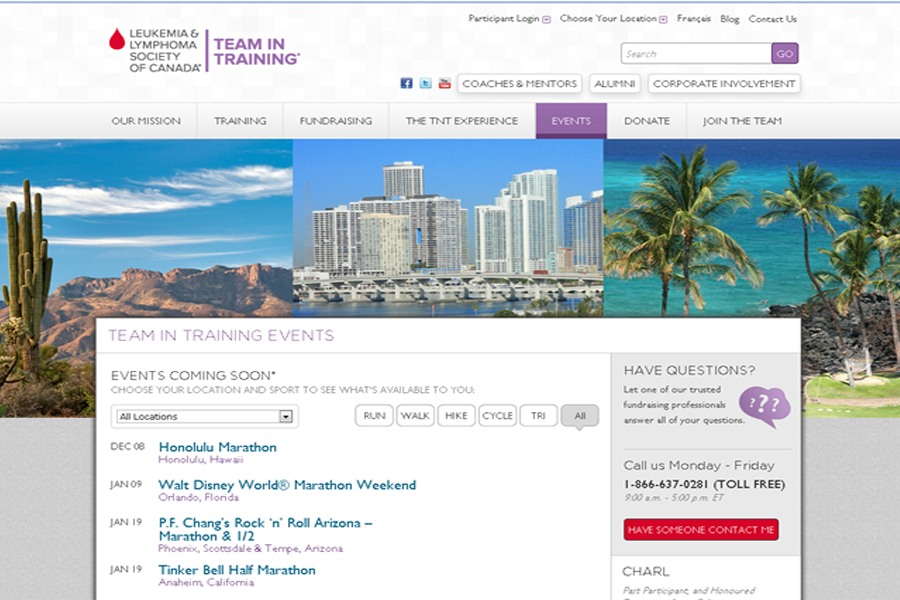 Participant Login Choose Your Location Français Blog Contact Us
LEUKEMIA &
LYMPHOMA
SOCIETY
OF CANADA
TEAM IN
TRAINING
Search GO
COACHES & MENTORS ALUMNI CORPORATE INVOLVEMENT
OUR MISSION TRAINING FUNDRAISING THE TNT EXPERIENCE EVENTS DONATE JOIN THE TEAM
TEAM IN TRAINING EVENTS
EVENTS COMING SOON*
CHOOSE YOUR LOCATION AND SPORT TO SEE WHAT'S AVAILABLE TO YOU:
All Locations RUN WALK HIKE CYCLE TRI All
DEC 08 Honolulu Marathon
Honolulu, Hawaii
JAN 09 Walt Disney World® Marathon Weekend
Orlando, Florida
JAN 19 P.F. Chang's Rock 'n' Roll Arizona –
Marathon & 1/2
Phoenix, Scottsdale & Tempe, Arizona
JAN 19 Tinker Bell Half Marathon
Anaheim, California
HAVE QUESTIONS?
Let one of our trusted
fundraising professionals
answer all of your questions.
???
Call us Monday - Friday
1-866-637-0281 (TOLL FREE)
9:00 a.m. - 5:00 p.m. ET
HAVE SOMEONE CONTACT ME
CHARL
Past Participant, and Honoured